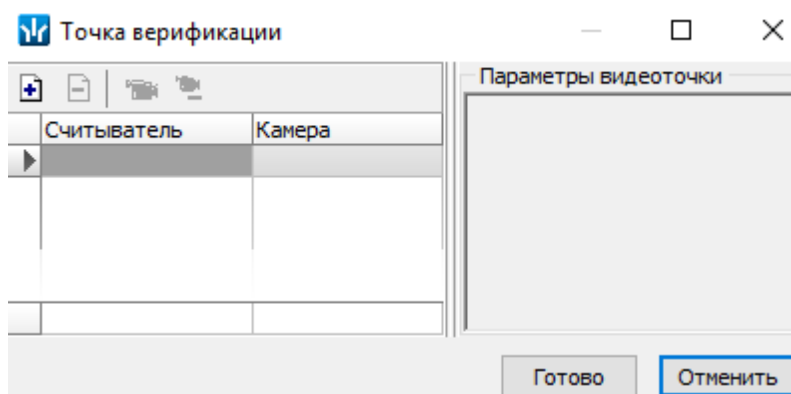 Точка верификации
Параметры видеоточки
Считыватель Камера
Готово Отменить